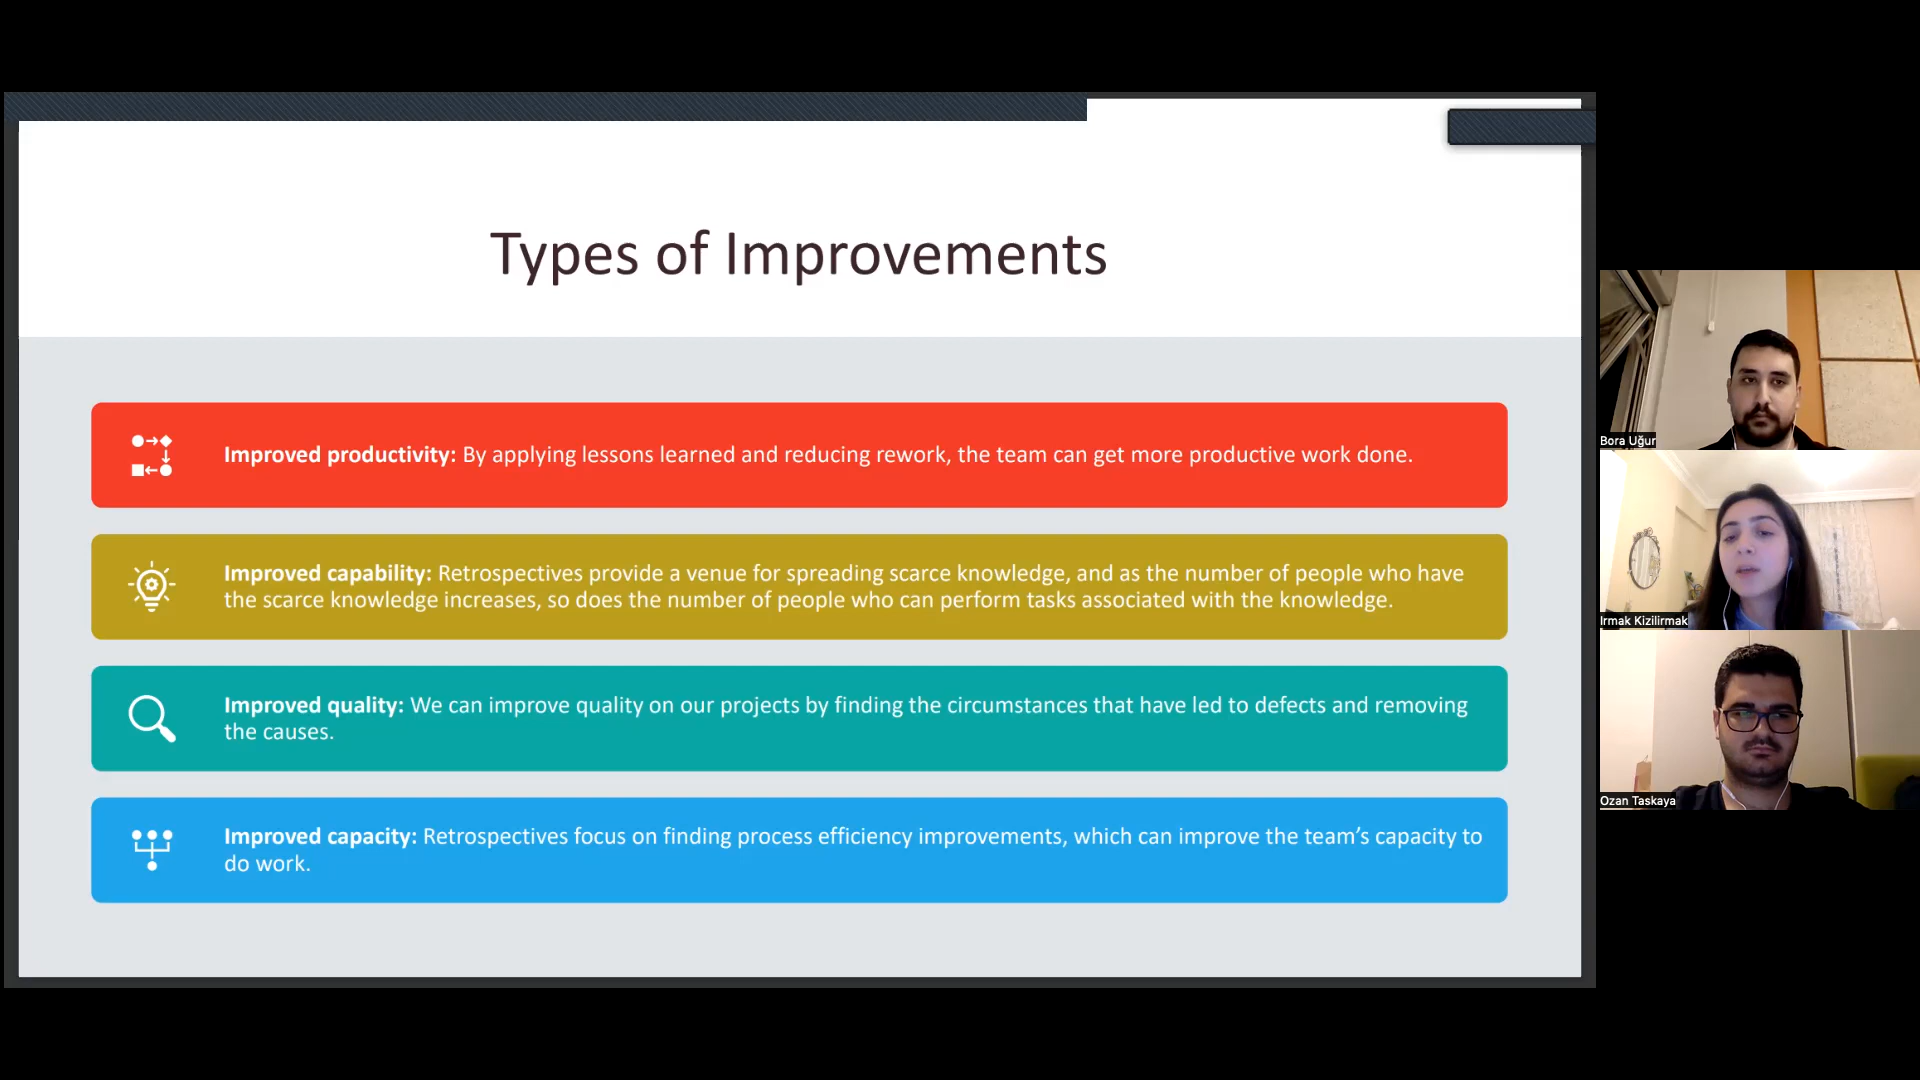 Types of Improvements
Improved productivity: By applying lessons learned and reducing rework, the team can get more productive work done.
Improved capability: Retrospectives provide a venue for spreading scarce knowledge, and as the number of people who have
the scarce knowledge increases, so does the number of people who can perform tasks associated with the knowledge.
Improved quality: We can improve quality on our projects by finding the circumstances that have led to defects and removing
the causes.
Improved capacity: Retrospectives focus on finding process efficiency improvements, which can improve the team’s capacity to
do work.
Bora Uğur
Irmak Kizilirmak
Ozan Taskaya